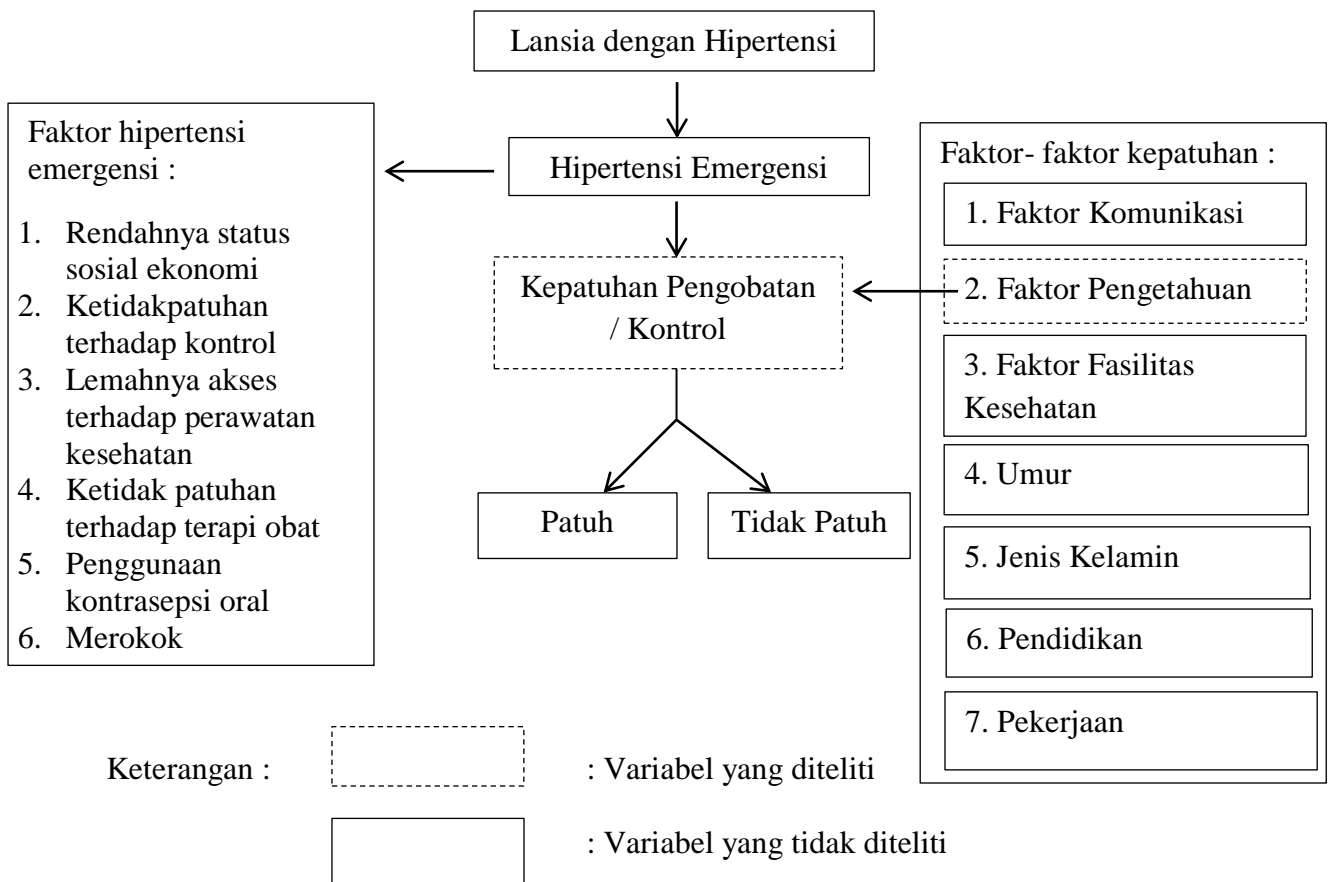 Lansia dengan Hipertensi
Faktor hipertensi
emergensi :
1. Rendahnya status
sosial ekonomi
2. Ketidakpatuhan
terhadap kontrol
3. Lemahnya akses
terhadap perawatan
kesehatan
4. Ketidak patuhan
terhadap terapi obat
5. Penggunaan
kontrasepsi oral
6. Merokok
Hipertensi Emergensi
Kepatuhan Pengobatan
/ Kontrol
Patuh
Tidak Patuh
Faktor- faktor kepatuhan :
1. Faktor Komunikasi
2. Faktor Pengetahuan
3. Faktor Fasilitas
Kesehatan
4. Umur
5. Jenis Kelamin
6. Pendidikan
7. Pekerjaan
Keterangan :
: Variabel yang diteliti
: Variabel yang tidak diteliti